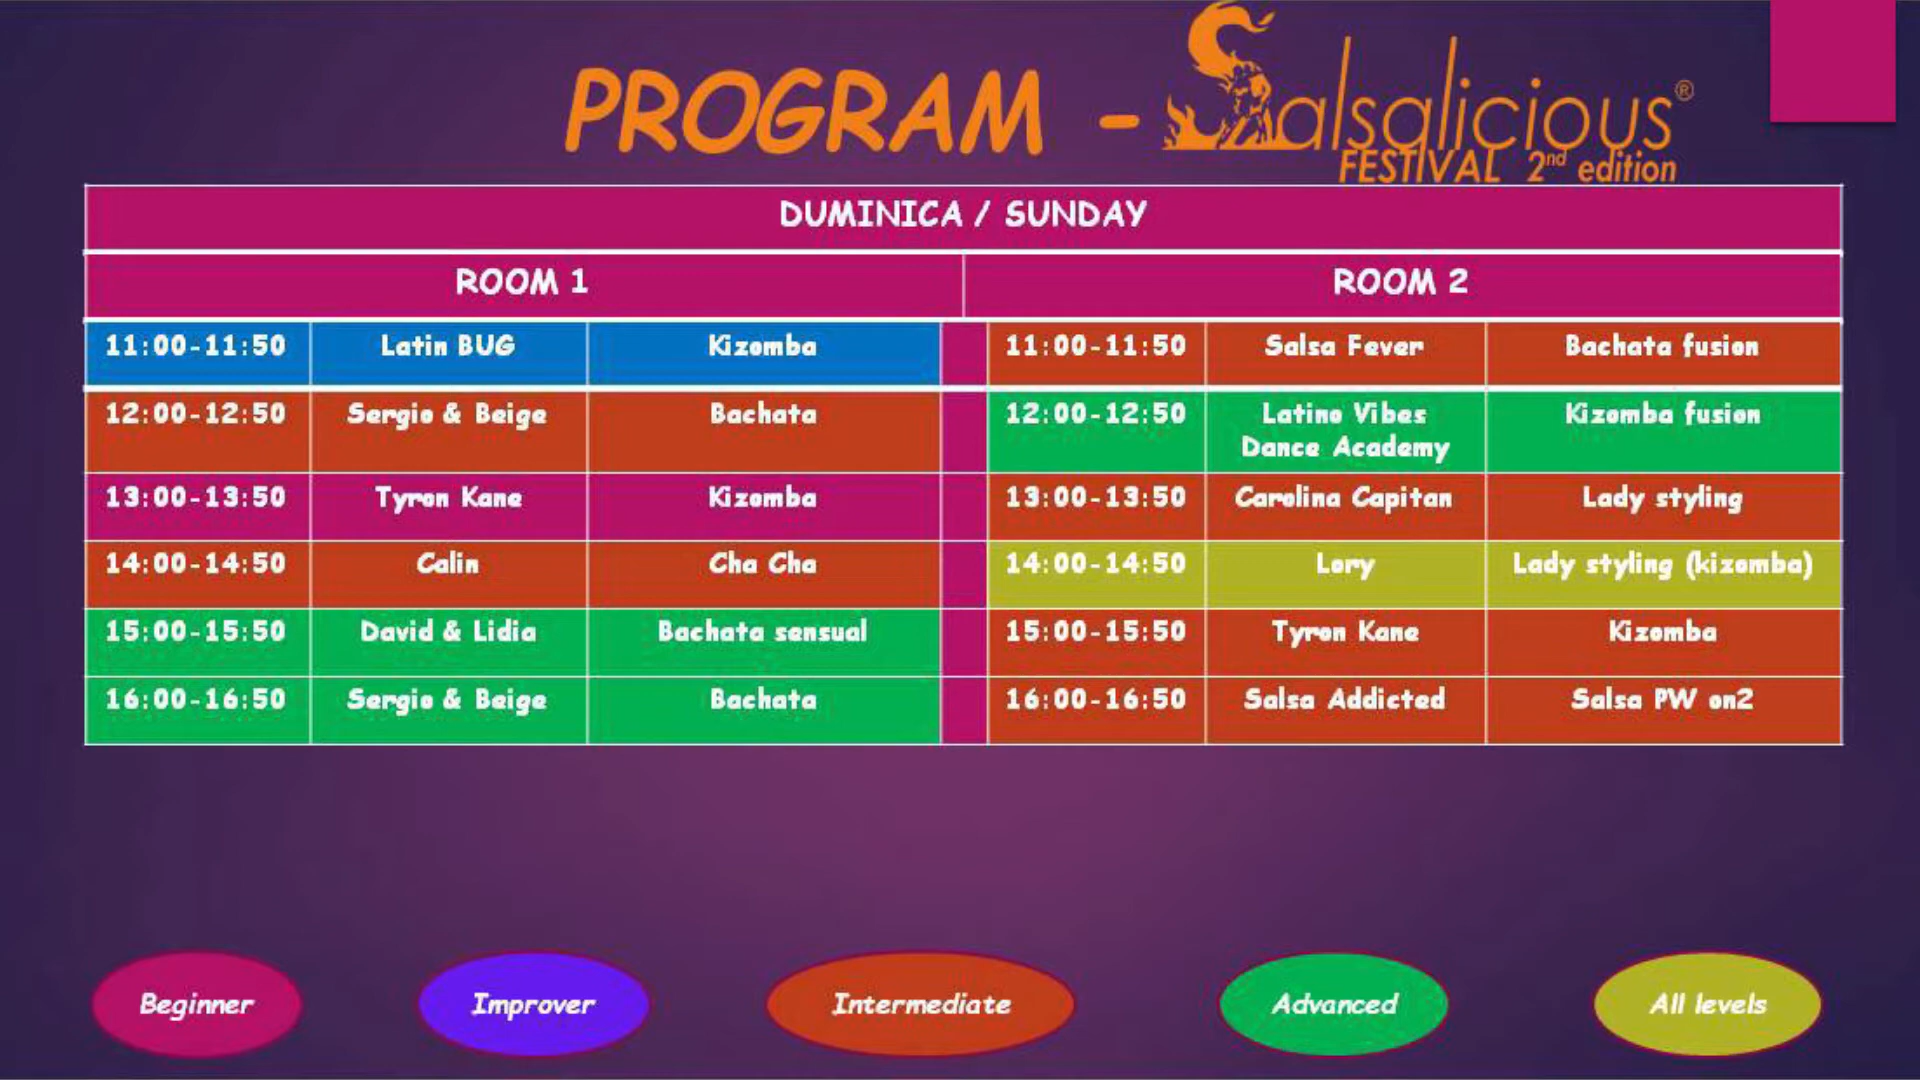 PROGRAM - Salsalicious®
FESTIVAL 2nd edition
DUMINICA / SUNDAY
ROOM 1 ROOM 2
11:00-11:50 Latin BUG Kizomba 11:00-11:50 Salsa Fever Bachata fusion
12:00-12:50 Sergio & Beige Bachata 12:00-12:50 Latino Vibes Kizomba fusion
Dance Academy
13:00-13:50 Tyron Kane Kizomba 13:00-13:50 Carolina Capitan Lady styling
14:00-14:50 Calin Cha Cha 14:00-14:50 Lory Lady styling (kizomba)
15:00-15:50 David & Lidia Bachata sensual 15:00-15:50 Tyron Kane Kizomba
16:00-16:50 Sergio & Beige Bachata 16:00-16:50 Salsa Addicted Salsa PW on2
Beginner Improver Intermediate Advanced All levels